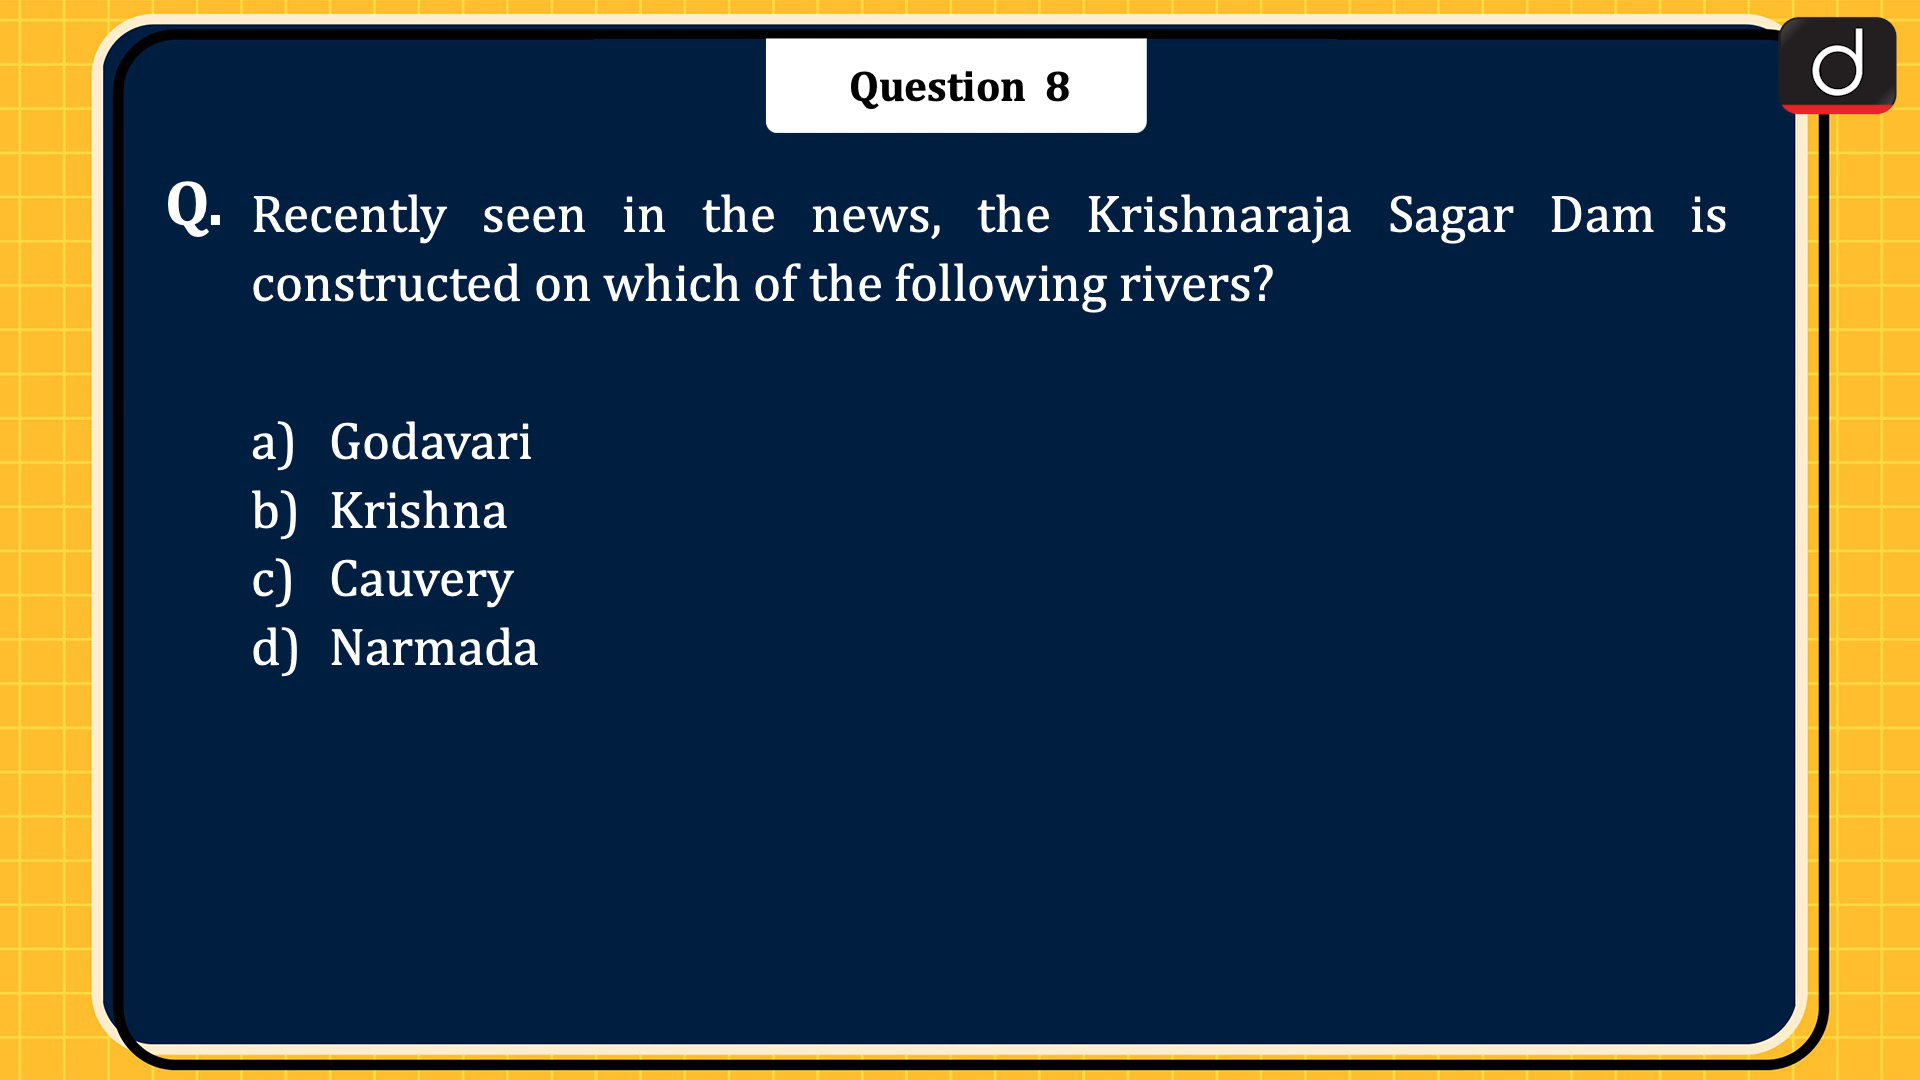 Question 8
Q. Recently seen in the news, the Krishnaraja Sagar Dam is
constructed on which of the following rivers?
a) Godavari
b) Krishna
c) Cauvery
d) Narmada
d